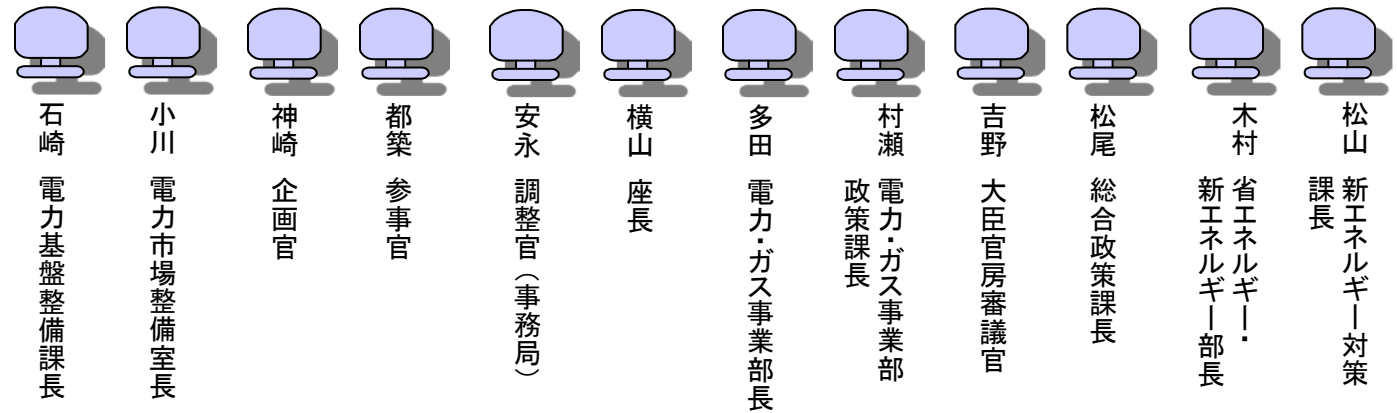 松山 新エネルギー対策
課長
木村 省エネルギー・
新エネルギー部長
松尾 総合政策課長
吉野 大臣官房審議官
村瀬 電力・ガス事業部
政策課長
多田 電力・ガス事業部長
横山 座長
安永 調整官(事務局)
都築 参事官
神崎 企画官
小川 電力市場整備室長
石崎 電力基盤整備課長